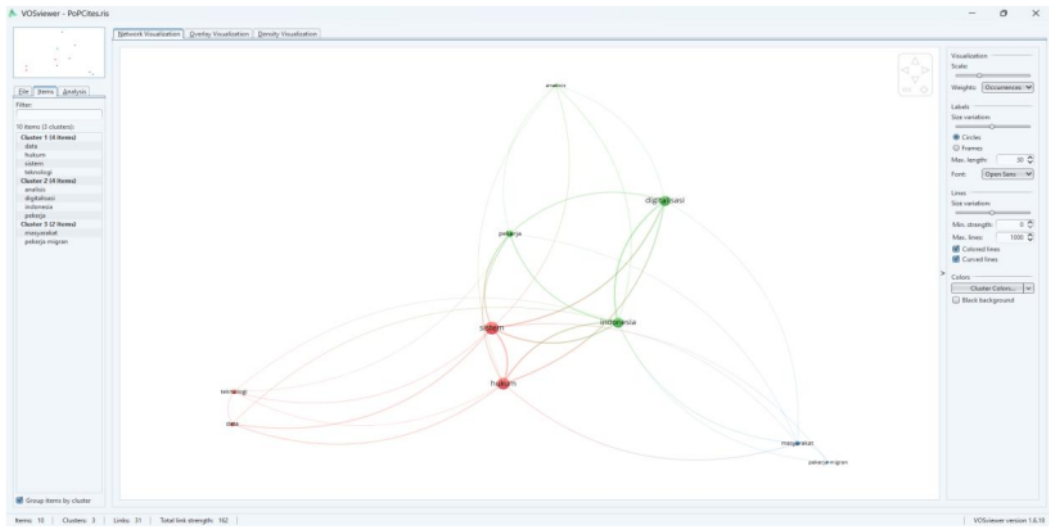 VOSviewer - PoPCites.ris
Network Visualization
Overlay Visualization
Density Visualization
File
Items
Analysis
Filter:
10 items (3 clusters):
Cluster 1 (4 items)
data
hukum
sistem
teknologi
Cluster 2 (4 items)
analisis
digitalisasi
indonesia
pekerja
Cluster 3 (2 items)
masyarakat
pekerja migran
Group items by cluster
analisis
digitalisasi
pekerja
indonesia
sistem
hukum
teknologi
data
masyarakat
pekerja migran
Visualization
Scale:
Weights: Occurrences
Labels
Size variation:
Circles
Frames
Max. length: 30
Font: Open Sans
Lines
Size variation:
Min. strength: 0
Max. lines: 1000
Colored lines
Curved lines
Colors
Cluster Colors...
Black background
Items: 10 Clusters: 3 Links: 31 Total link strength: 162
VOSviewer version 1.6.18